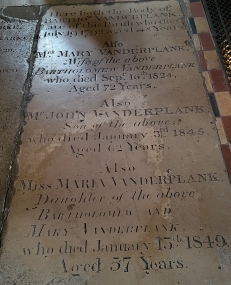 Here lieth the Body of
BARTHOLOMEW VANDERPLANK
who died
Also
Mrs. MARY VANDERPLANK
Wife of the above
BARTHOLOMEW VANDERPLANK
who died Sept. 16th 1824,
Aged 72 Years.
Also
Mr. JOHN VANDERPLANK
Son of the above
who died January 3rd 1845,
Aged 62 Years.
Also
MISS MARIA VANDERPLANK,
Daughter of the above
BARTHOLOMEW AND
MARY VANDERPLANK.
who died January 15th 1849,
Aged 57 Years.